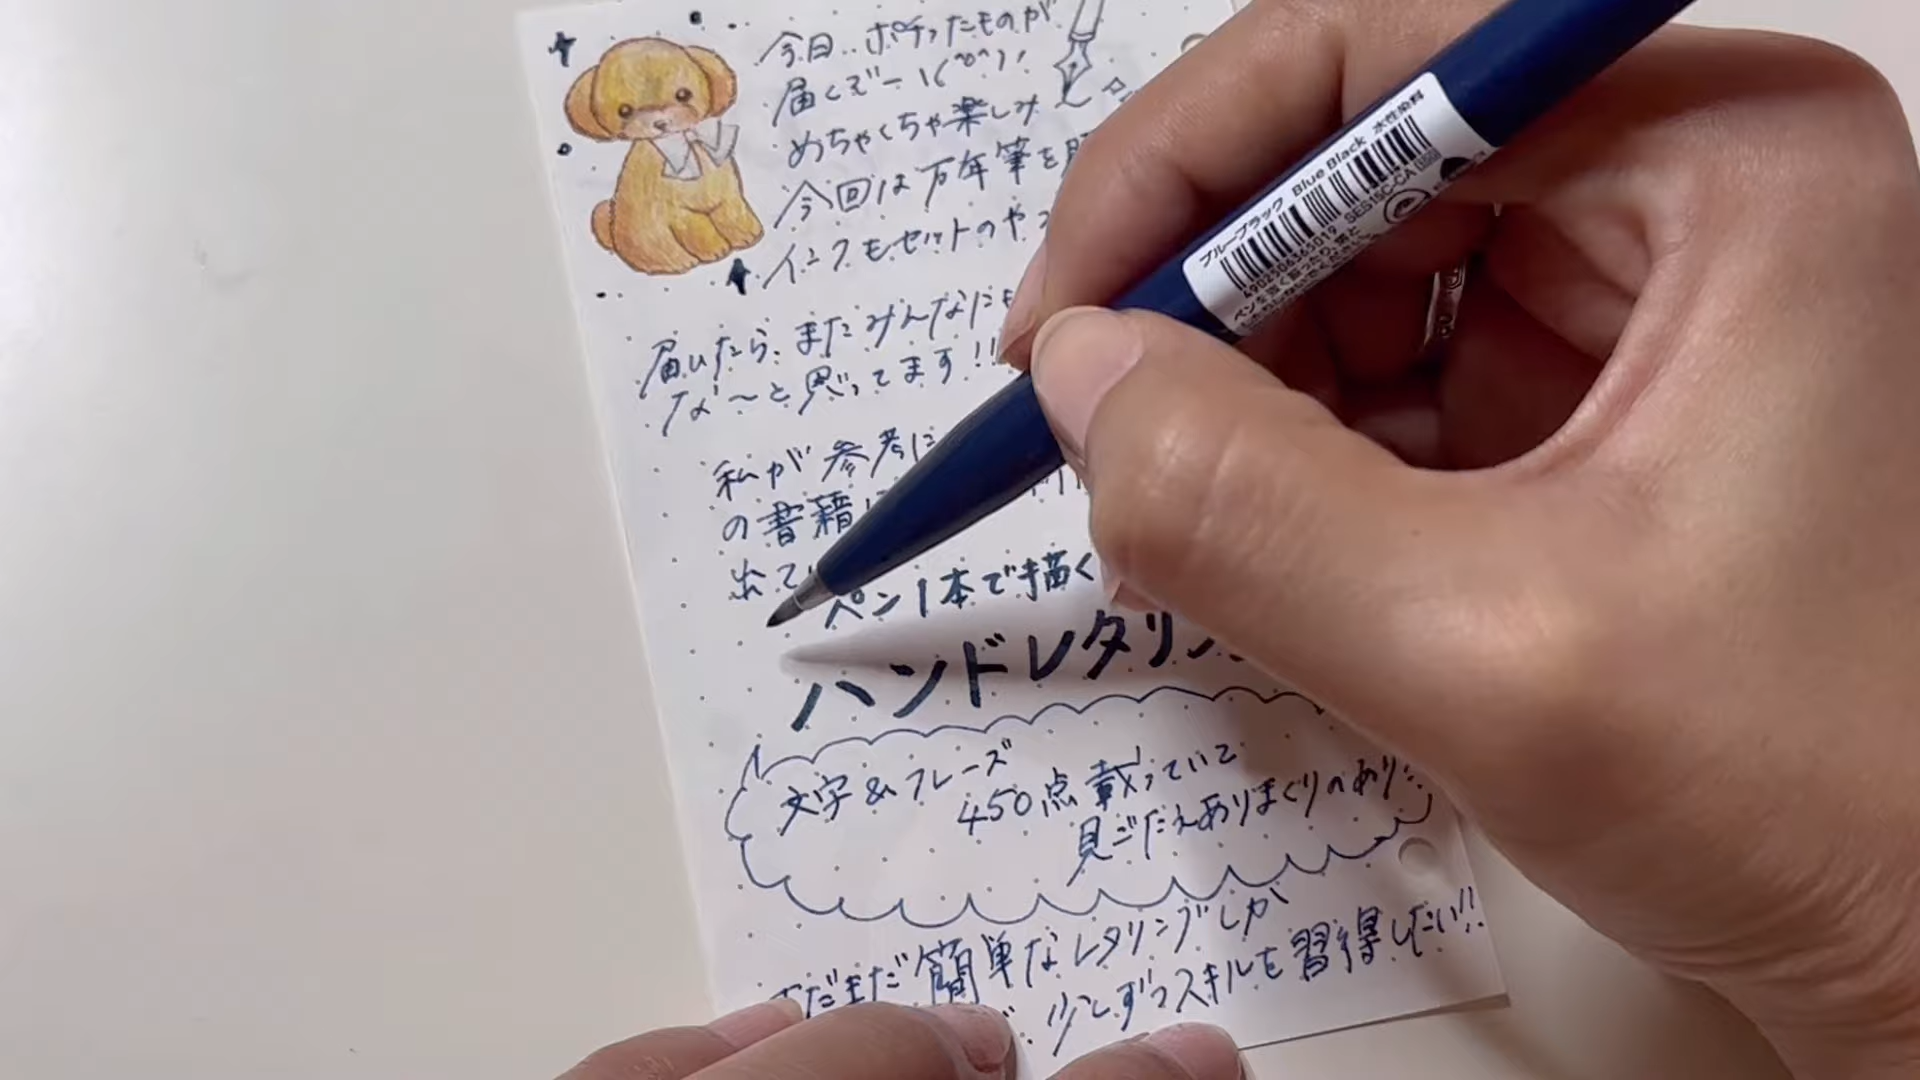 今日..ポチったものが
届くぞー\(^o^)/
めちゃくちゃ楽しみ
今回は万年筆を
インクもセットのやつ
届いたら、またみんなにも
な〜と思ってます!!
私が参考に
の書籍
出て
ペン1本で描く
ハンドレタリング
文字&フレーズ
450点載っていて
見ごたえありまくりのあり
まだまだ簡単なレタリングしか
少しずつスキルを習得したい!!
ブルーブラック Blue Black 水性染料
4902506365019 SES15C-CA